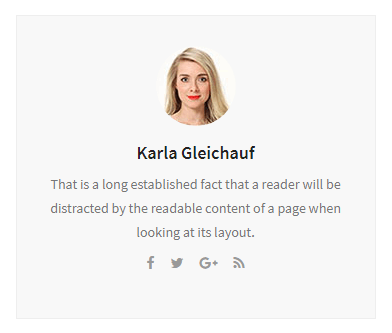 Karla Gleichauf
That is a long established fact that a reader will be
distracted by the readable content of a page when
looking at its layout.